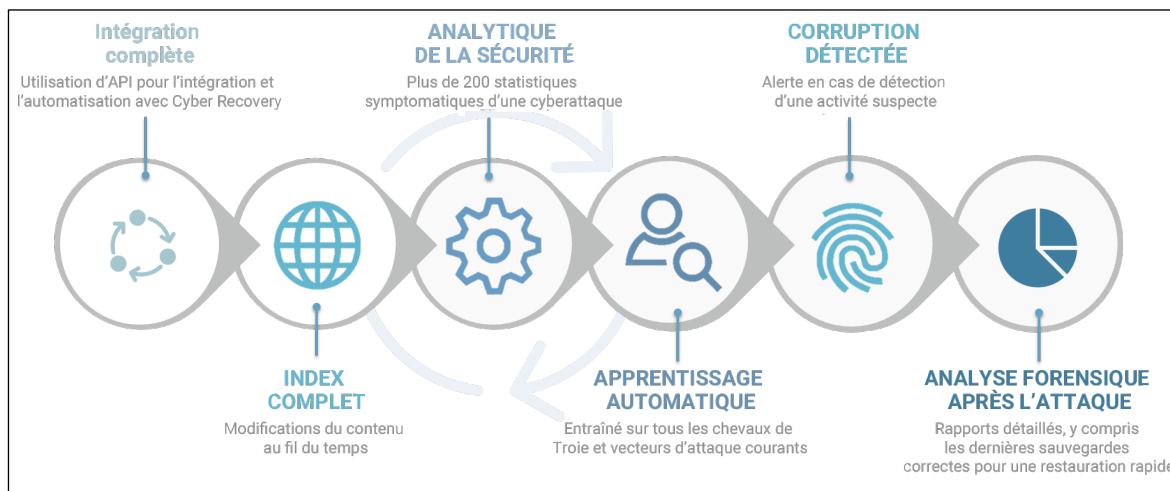 Intégration
complète
Utilisation d'API pour l'intégration et
l'automatisation avec Cyber Recovery
ANALYTIQUE
DE LA SÉCURITÉ
Plus de 200 statistiques
symptomatiques d'une cyberattaque
CORRUPTION
DÉTECTÉE
Alerte en cas de détection
d'une activité suspecte
INDEX
COMPLET
Modifications du contenu
au fil du temps
APPRENTISSAGE
AUTOMATIQUE
Entraîné sur tous les chevaux de
Troie et vecteurs d'attaque courants
ANALYSE FORENSIQUE
APRÈS L'ATTAQUE
Rapports détaillés, y compris
les dernières sauvegardes
correctes pour une restauration rapide